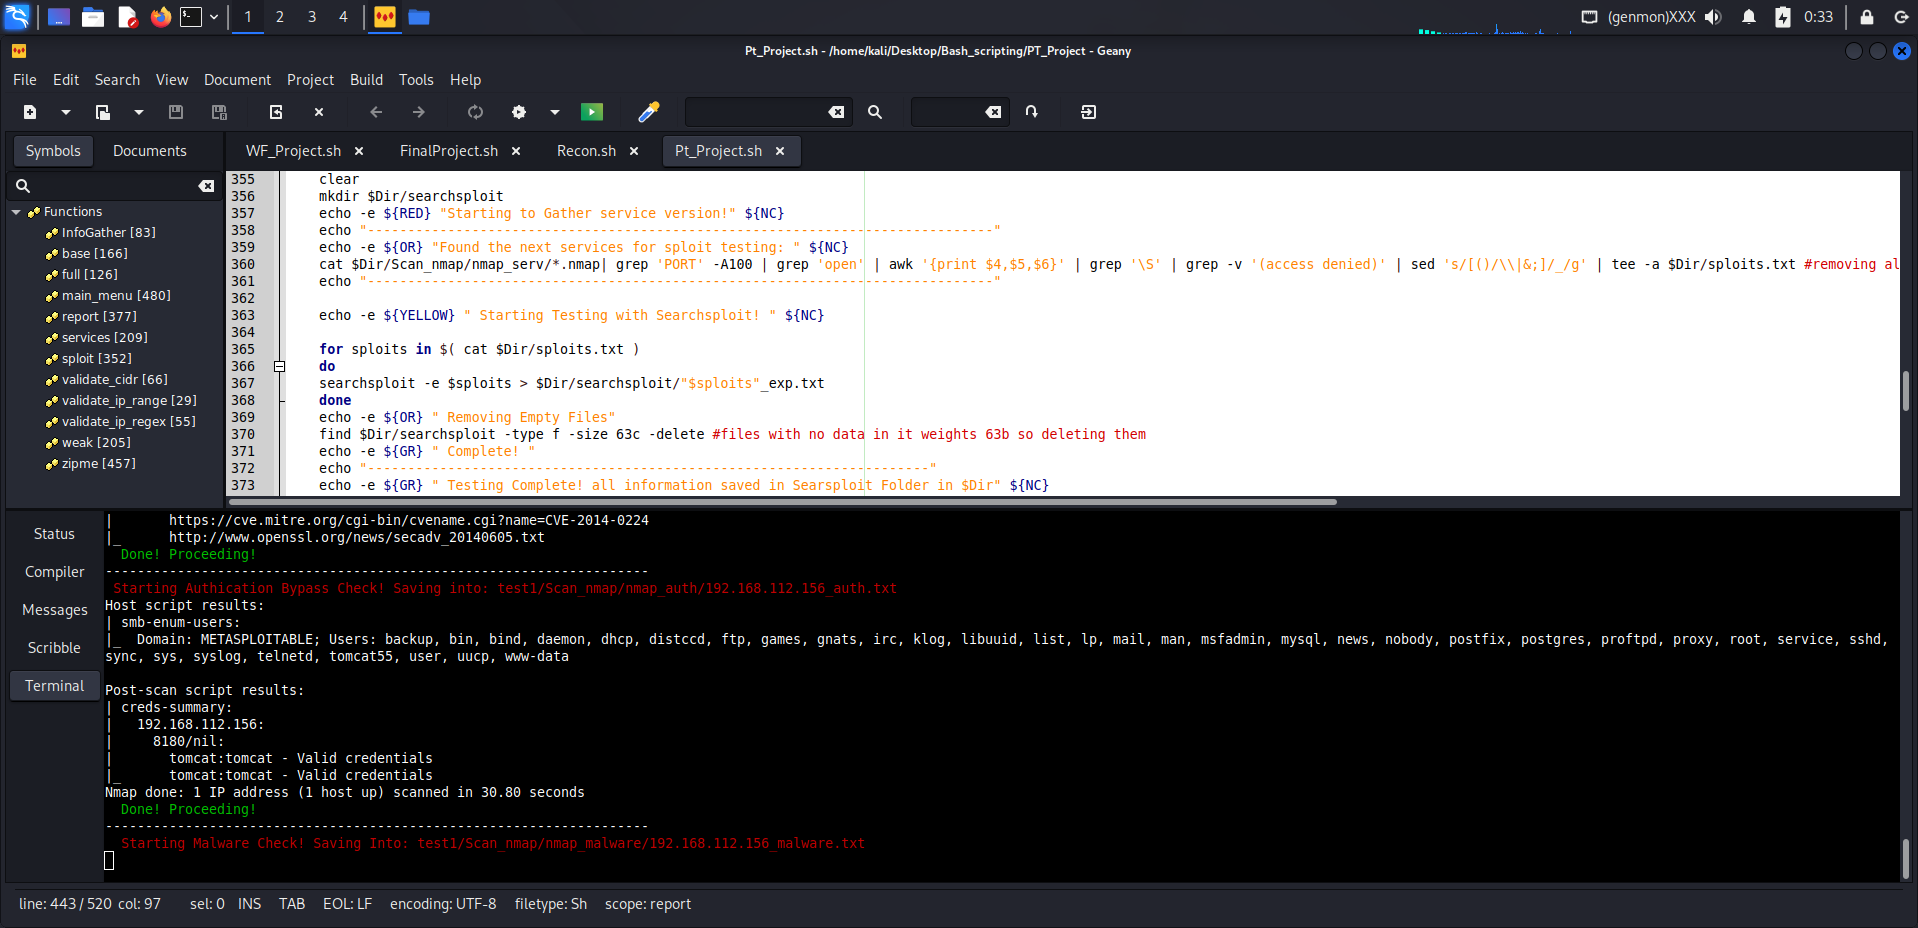 1 2 3 4 (genmon)XXX 0:33
Pt_Project.sh - /home/kali/Desktop/Bash_scripting/PT_Project - Geany
File Edit Search View Document Project Build Tools Help
Symbols Documents
WF_Project.sh FinalProject.sh Recon.sh Pt_Project.sh
Functions
InfoGather [83]
base [166]
full [126]
main_menu [480]
report [377]
services [209]
sploit [352]
validate_cidr [66]
validate_ip_range [29]
validate_ip_regex [55]
weak [205]
zipme [457]
355 clear
356 mkdir $Dir/searchsploit
357 echo -e ${RED} "Starting to Gather service version!" ${NC}
358 echo "------------------------------------------------------------------------------"
359 echo -e ${OR} "Found the next services for sploit testing: " ${NC}
360 cat $Dir/Scan_nmap/nmap_serv/*.nmap| grep 'PORT' -A100 | grep 'open' | awk '{print $4,$5,$6}' | grep '\S' | grep -v '(access denied)' | sed 's/[()/\\|&;]/_/g' | tee -a $Dir/sploits.txt #removing al
361 echo "------------------------------------------------------------------------------"
362
363 echo -e ${YELLOW} " Starting Testing with Searchsploit! " ${NC}
364
365 for sploits in $( cat $Dir/sploits.txt )
366 do
367 searchsploit -e $sploits > $Dir/searchsploit/"$sploits"_exp.txt
368 done
369 echo -e ${OR} " Removing Empty Files"
370 find $Dir/searchsploit -type f -size 63c -delete #files with no data in it weights 63b so deleting them
371 echo -e ${GR} " Complete! "
372 echo "----------------------------------------------------------------------"
373 echo -e ${GR} " Testing Complete! all information saved in Searsploit Folder in $Dir" ${NC}
Status
Compiler
Messages
Scribble
Terminal
| https://cve.mitre.org/cgi-bin/cvename.cgi?name=CVE-2014-0224
|_ http://www.openssl.org/news/secadv_20140605.txt
Done! Proceeding!
--------------------------------------------------------------------
Starting Authication Bypass Check! Saving into: test1/Scan_nmap/nmap_auth/192.168.112.156_auth.txt
Host script results:
| smb-enum-users:
|_ Domain: METASPLOITABLE; Users: backup, bin, bind, daemon, dhcp, distccd, ftp, games, gnats, irc, klog, libuuid, list, lp, mail, man, msfadmin, mysql, news, nobody, postfix, postgres, proftpd, proxy, root, service, sshd,
sync, sys, syslog, telnetd, tomcat55, user, uucp, www-data
Post-scan script results:
| creds-summary:
| 192.168.112.156:
| 8180/nil:
| tomcat:tomcat - Valid credentials
|_ tomcat:tomcat - Valid credentials
Nmap done: 1 IP address (1 host up) scanned in 30.80 seconds
Done! Proceeding!
--------------------------------------------------------------------
Starting Malware Check! Saving Into: test1/Scan_nmap/nmap_malware/192.168.112.156_malware.txt
line: 443 / 520 col: 97 sel: 0 INS TAB EOL: LF encoding: UTF-8 filetype: Sh scope: report